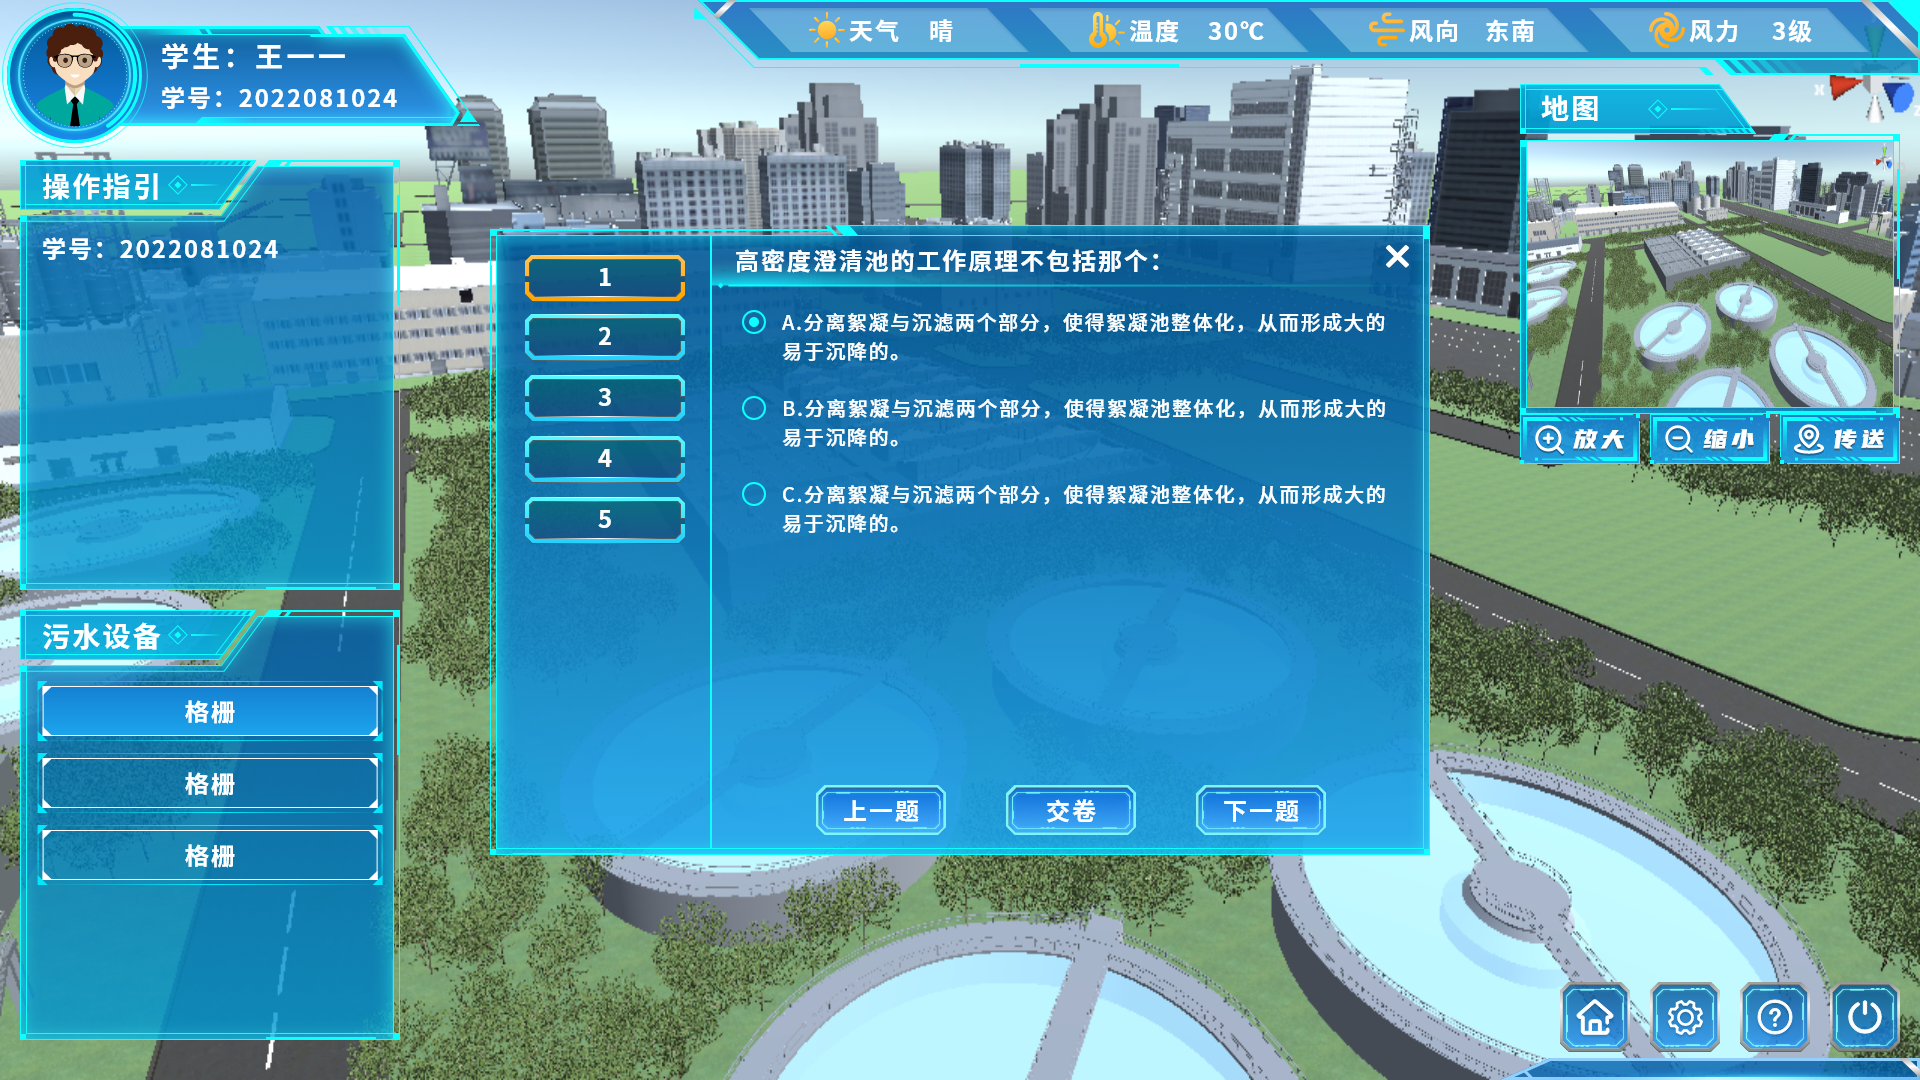 学生：王一一
学号：2022081024
天气 晴
温度 30℃
风向 东南
风力 3级
操作指引
学号：2022081024
污水设备
格栅
格栅
格栅
1
2
3
4
5
高密度澄清池的工作原理不包括那个：
A.分离絮凝与沉滤两个部分，使得絮凝池整体化，从而形成大的
易于沉降的。
B.分离絮凝与沉滤两个部分，使得絮凝池整体化，从而形成大的
易于沉降的。
C.分离絮凝与沉滤两个部分，使得絮凝池整体化，从而形成大的
易于沉降的。
上一题
交卷
下一题
地图
x
放大
缩小
传送